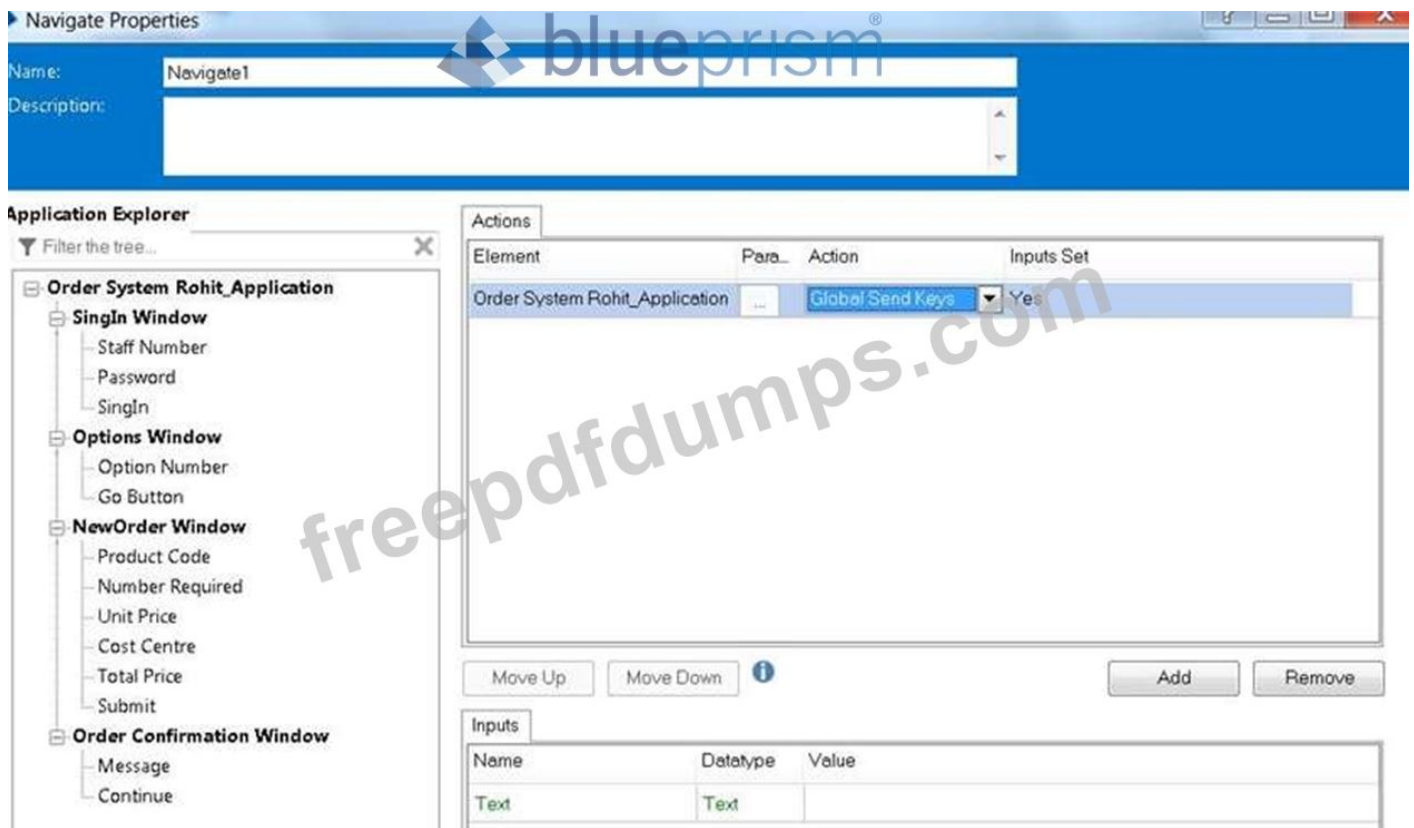 Navigate Properties
blueprism®
Name: Navigate1
Description:
Application Explorer
Filter the tree...
Order System Rohit_Application
SingIn Window
Staff Number
Password
SingIn
Options Window
Option Number
Go Button
NewOrder Window
Product Code
Number Required
Unit Price
Cost Centre
Total Price
Submit
Order Confirmation Window
Message
Continue
Actions
Element Para... Action Inputs Set
Order System Rohit_Application ... Global Send Keys Yes
freepdfdumps.com
Move Up Move Down Add Remove
Inputs
Name Datatype Value
Text Text